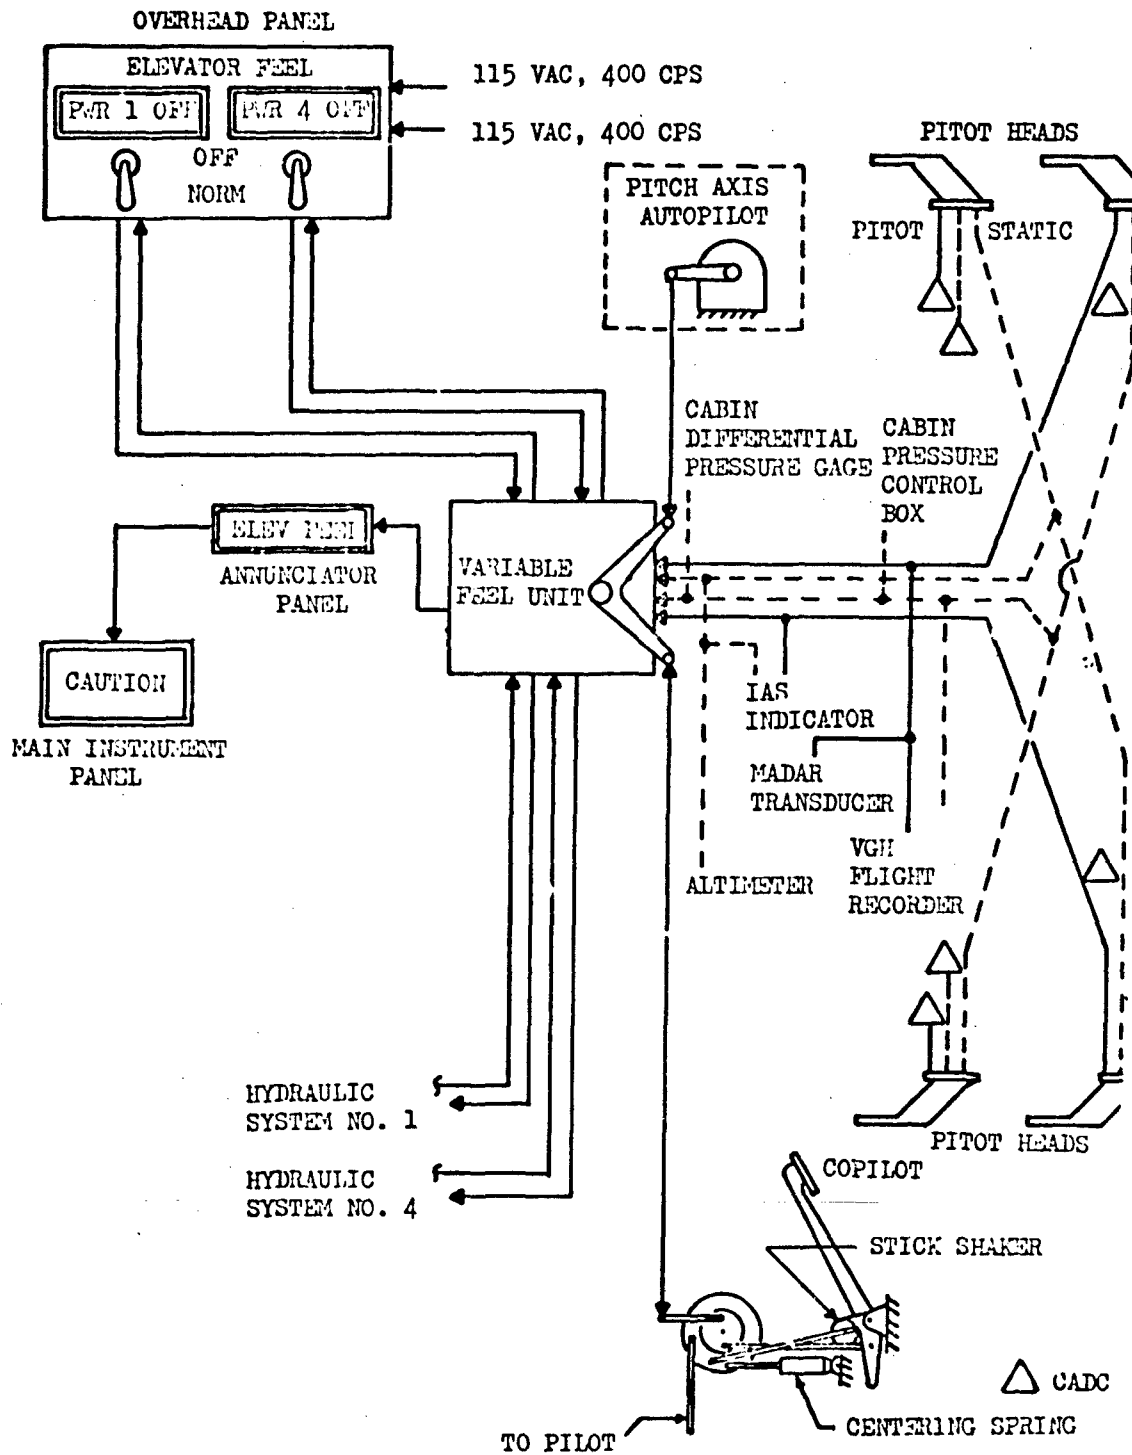 OVERHEAD PANEL
ELEVATOR FEEL
PWR 1 OFF
PWR 4 OFF
OFF
NORM
115 VAC, 400 CPS
115 VAC, 400 CPS
PITCH AXIS
AUTOPILOT
PITOT HEADS
PITOT
STATIC
CABIN
DIFFERENTIAL
PRESSURE GAGE
CABIN
PRESSURE
CONTROL
BOX
ELEV FEEL
ANNUNCIATOR
PANEL
VARIABLE
FEEL UNIT
CAUTION
MAIN INSTRUMENT
PANEL
IAS
INDICATOR
MADAR
TRANSDUCER
ALTIMETER
VGH
FLIGHT
RECORDER
HYDRAULIC
SYSTEM NO. 1
HYDRAULIC
SYSTEM NO. 4
PITOT HEADS
COPILOT
STICK SHAKER
CADC
CENTERING SPRING
TO PILOT